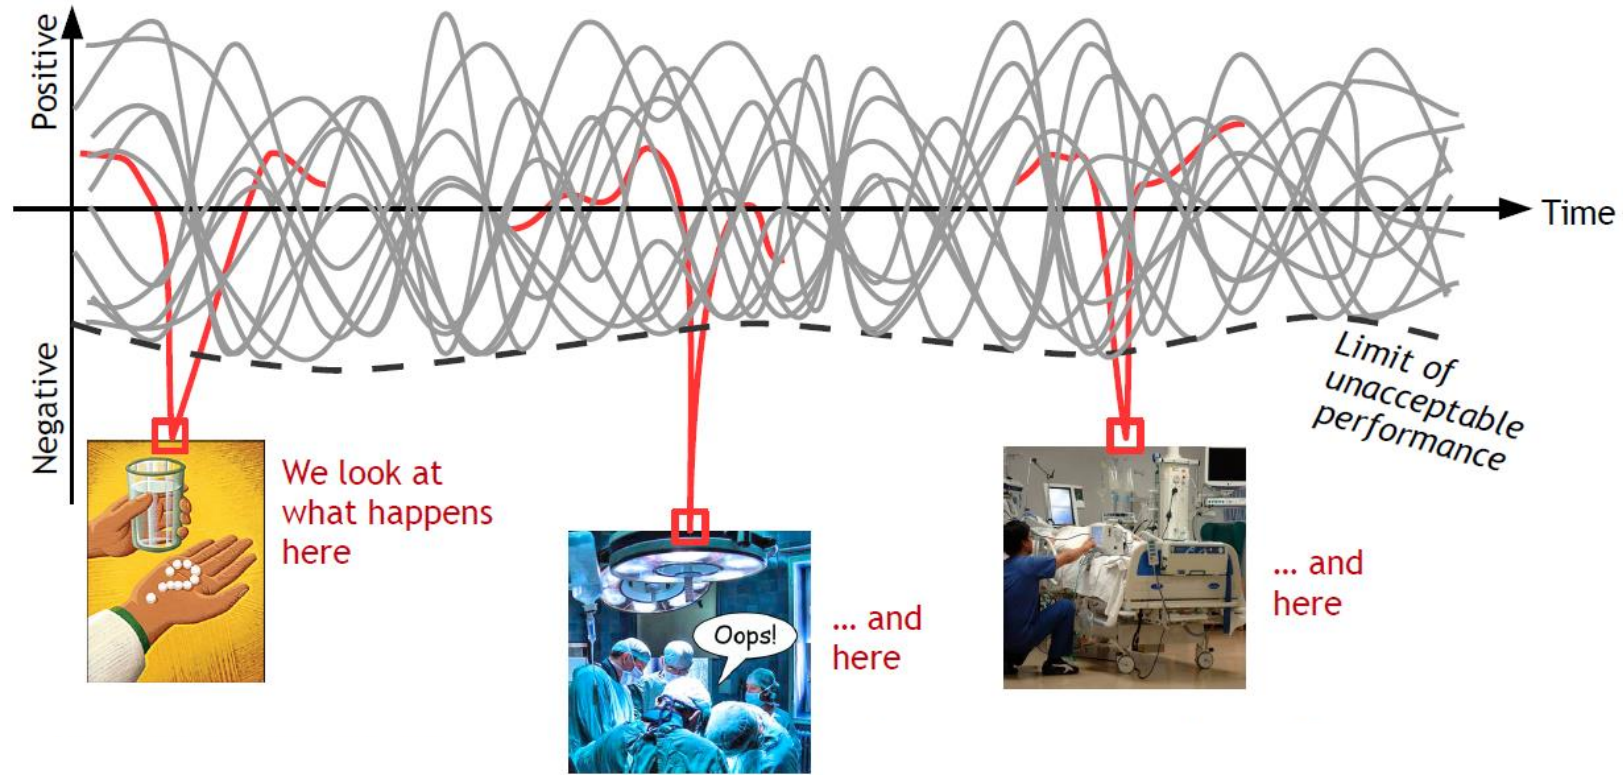 Positive
Time
Negative
Limit of
unacceptable
performance
We look at
what happens
here
Oops!
... and
here
... and
here